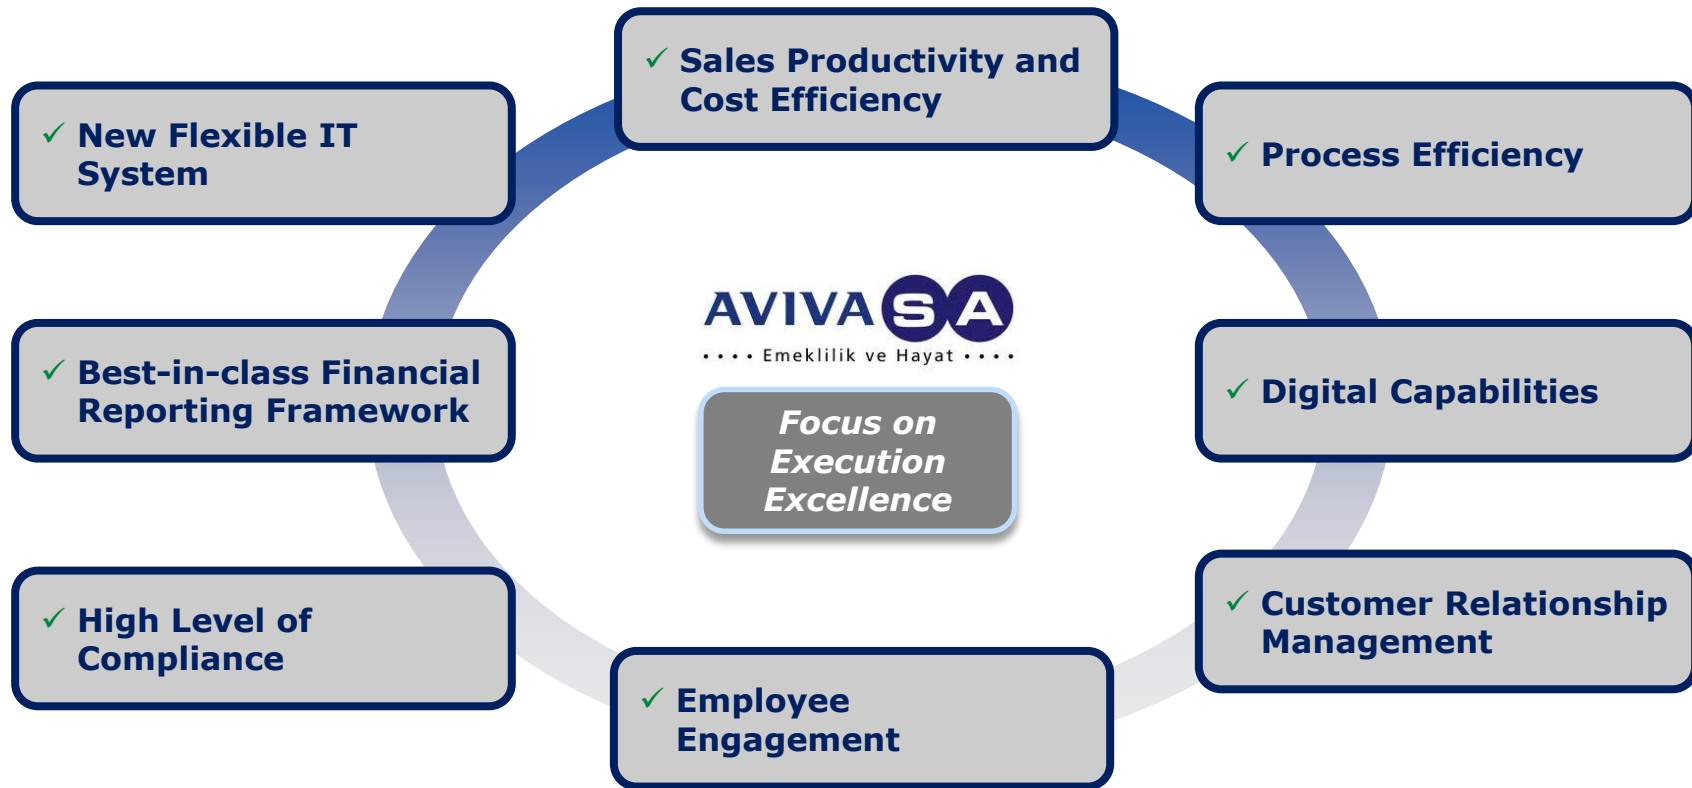 ✓ Sales Productivity and
Cost Efficiency
✓ New Flexible IT
System
✓ Process Efficiency
AVIVASA
•••• Emeklilik ve Hayat ••••
✓ Best-in-class Financial
Reporting Framework
✓ Digital Capabilities
Focus on
Execution
Excellence
✓ High Level of
Compliance
✓ Customer Relationship
Management
✓ Employee
Engagement